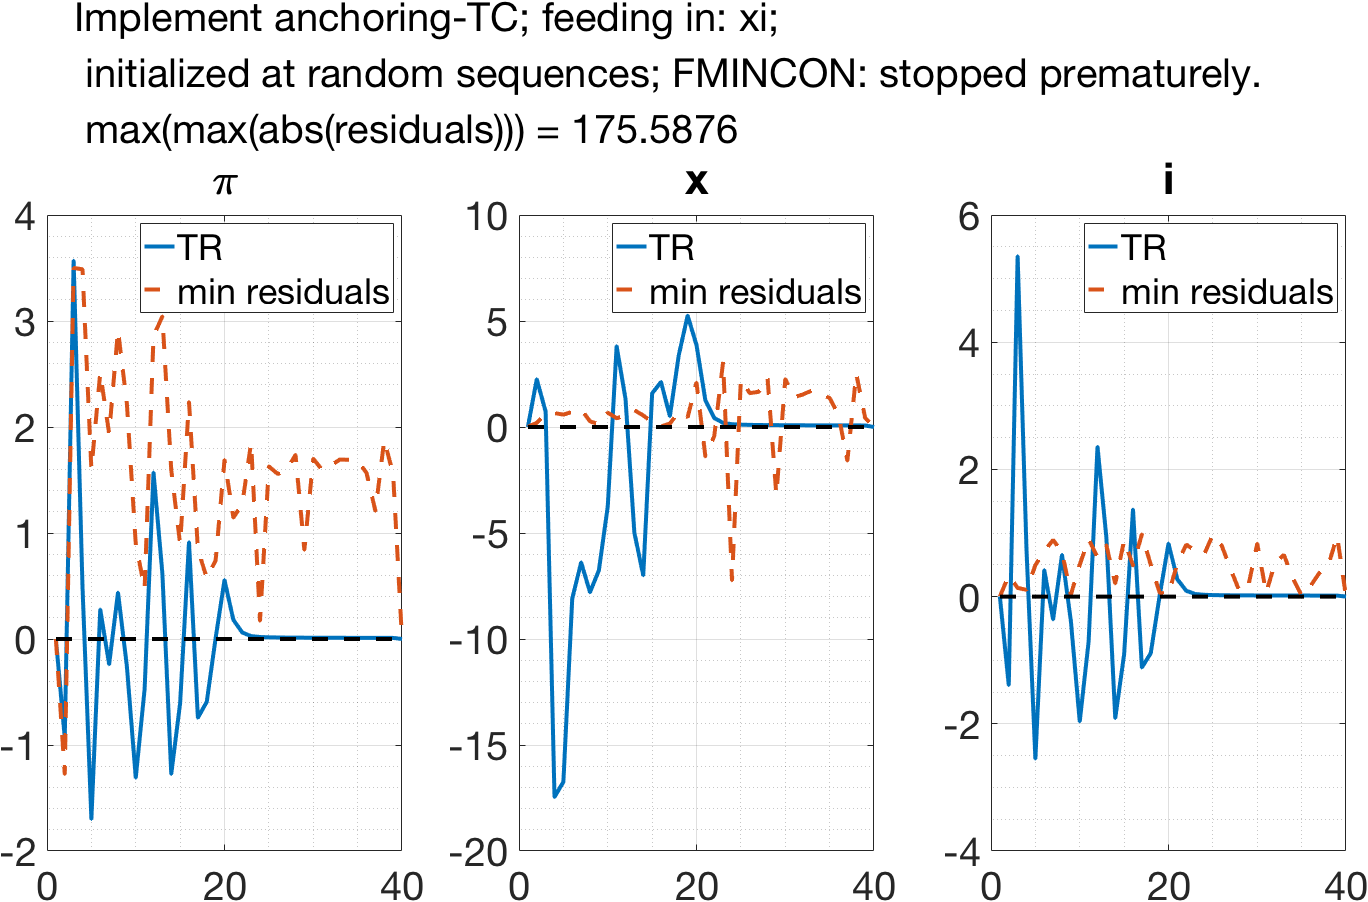 Implement anchoring-TC; feeding in: xi;
initialized at random sequences; FMINCON: stopped prematurely.
max(max(abs(residuals))) = 175.5876
π
4
3
2
1
0
-1
-2
0
20
40
TR
min residuals
x
10
5
0
-5
-10
-15
-20
0
20
40
TR
min residuals
i
6
4
2
0
-2
-4
0
20
40
TR
min residuals